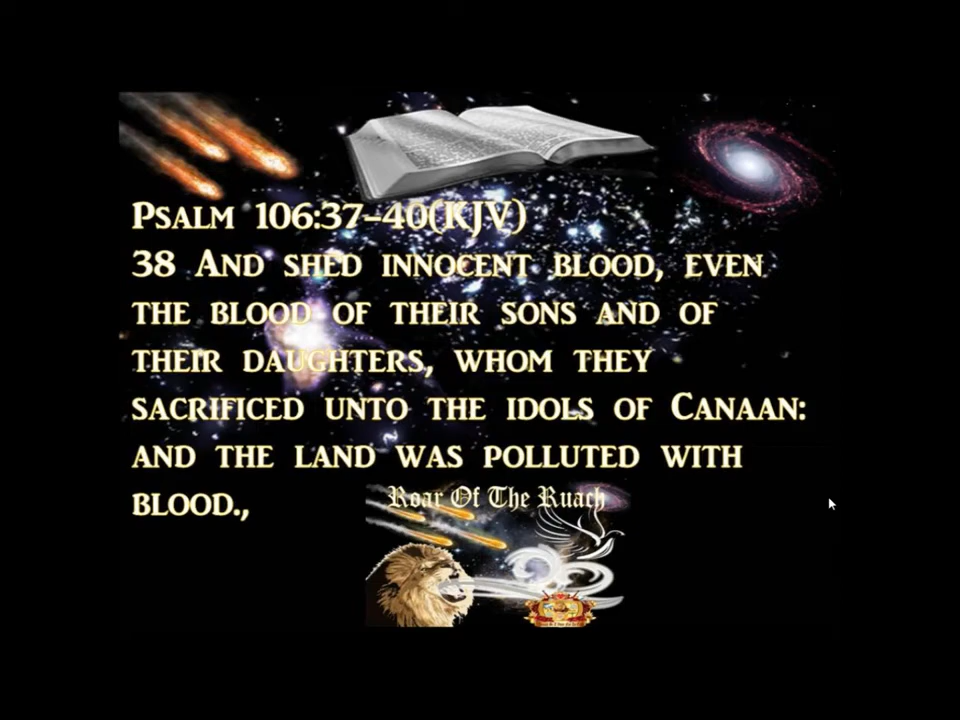 Psalm 106:37-40(KJV)
38 And shed innocent blood, even
the blood of their sons and of
their daughters, whom they
sacrificed unto the idols of Canaan:
and the land was polluted with
blood.,
Roar Of The Ruach